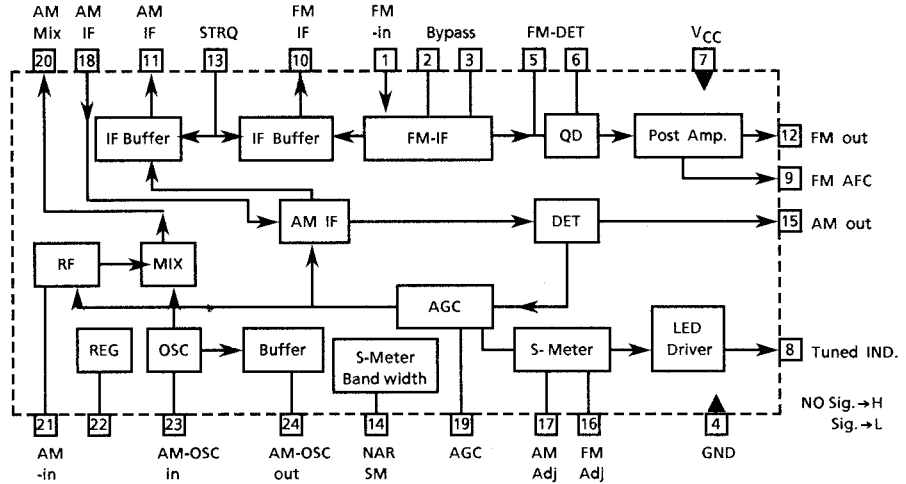 AM AM AM FM FM
Mix IF IF STRQ IF -in Bypass FM-DET VCC
20 18 11 13 10 1 2 3 5 6 7
IF Buffer IF Buffer FM-IF QD Post Amp. 12 FM out
9 FM AFC
AM IF DET 15 AM out
RF MIX
AGC
REG OSC Buffer S-Meter Band width S- Meter LED Driver 8 Tuned IND.
NO Sig.→H
Sig.→L
21 22 23 24 14 19 17 16 4
AM AM-OSC AM-OSC NAR AGC AM FM GND
-in in out SM Adj Adj